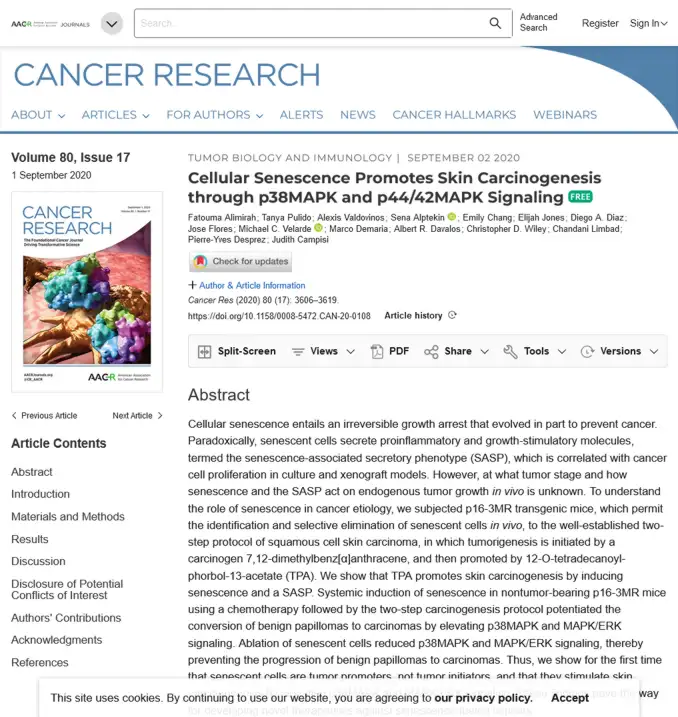 AACR JOURNALS
Search...
Advanced
Search
Register Sign In
CANCER RESEARCH
ABOUT ARTICLES FOR AUTHORS ALERTS NEWS CANCER HALLMARKS WEBINARS
Volume 80, Issue 17
1 September 2020
CANCER
RESEARCH
The Foundational Cancer Journal
Driving Transformative Science
AACR American Association
for Cancer Research
Previous Article Next Article
Article Contents
Abstract
Introduction
Materials and Methods
Results
Discussion
Disclosure of Potential
Conflicts of Interest
Authors' Contributions
Acknowledgments
References
TUMOR BIOLOGY AND IMMUNOLOGY | SEPTEMBER 02 2020
Cellular Senescence Promotes Skin Carcinogenesis
through p38MAPK and p44/42MAPK Signaling FREE
Fatouma Alimirah; Tanya Pulido; Alexis Valdovinos; Sena Alptekin; Emily Chang; Elijah Jones; Diego A. Diaz;
Jose Flores; Michael C. Velarde; Marco Demaria; Albert R. Davalos; Christopher D. Wiley; Chandani Limbad;
Pierre-Yves Desprez; Judith Campisi
Check for updates
+ Author & Article Information
Cancer Res (2020) 80 (17): 3606–3619.
https://doi.org/10.1158/0008-5472.CAN-20-0108 Article history
Split-Screen Views PDF Share Tools Versions
Abstract
Cellular senescence entails an irreversible growth arrest that evolved in part to prevent cancer.
Paradoxically, senescent cells secrete proinflammatory and growth-stimulatory molecules,
termed the senescence-associated secretory phenotype (SASP), which is correlated with cancer
cell proliferation in culture and xenograft models. However, at what tumor stage and how
senescence and the SASP act on endogenous tumor growth in vivo is unknown. To understand
the role of senescence in cancer etiology, we subjected p16-3MR transgenic mice, which permit
the identification and selective elimination of senescent cells in vivo, to the well-established two-
step protocol of squamous cell skin carcinoma, in which tumorigenesis is initiated by a
carcinogen 7,12-dimethylbenz[α]anthracene, and then promoted by 12-O-tetradecanoyl-
phorbol-13-acetate (TPA). We show that TPA promotes skin carcinogenesis by inducing
senescence and a SASP. Systemic induction of senescence in nontumor-bearing p16-3MR mice
using a chemotherapy followed by the two-step carcinogenesis protocol potentiated the
conversion of benign papillomas to carcinomas by elevating p38MAPK and MAPK/ERK
signaling. Ablation of senescent cells reduced p38MAPK and MAPK/ERK signaling, thereby
preventing the progression of benign papillomas to carcinomas. Thus, we show for the first time
that senescent cells are tumor promoters, not tumor initiators, and that they stimulate skin
way
This site uses cookies. By continuing to use our website, you are agreeing to our privacy policy. Accept